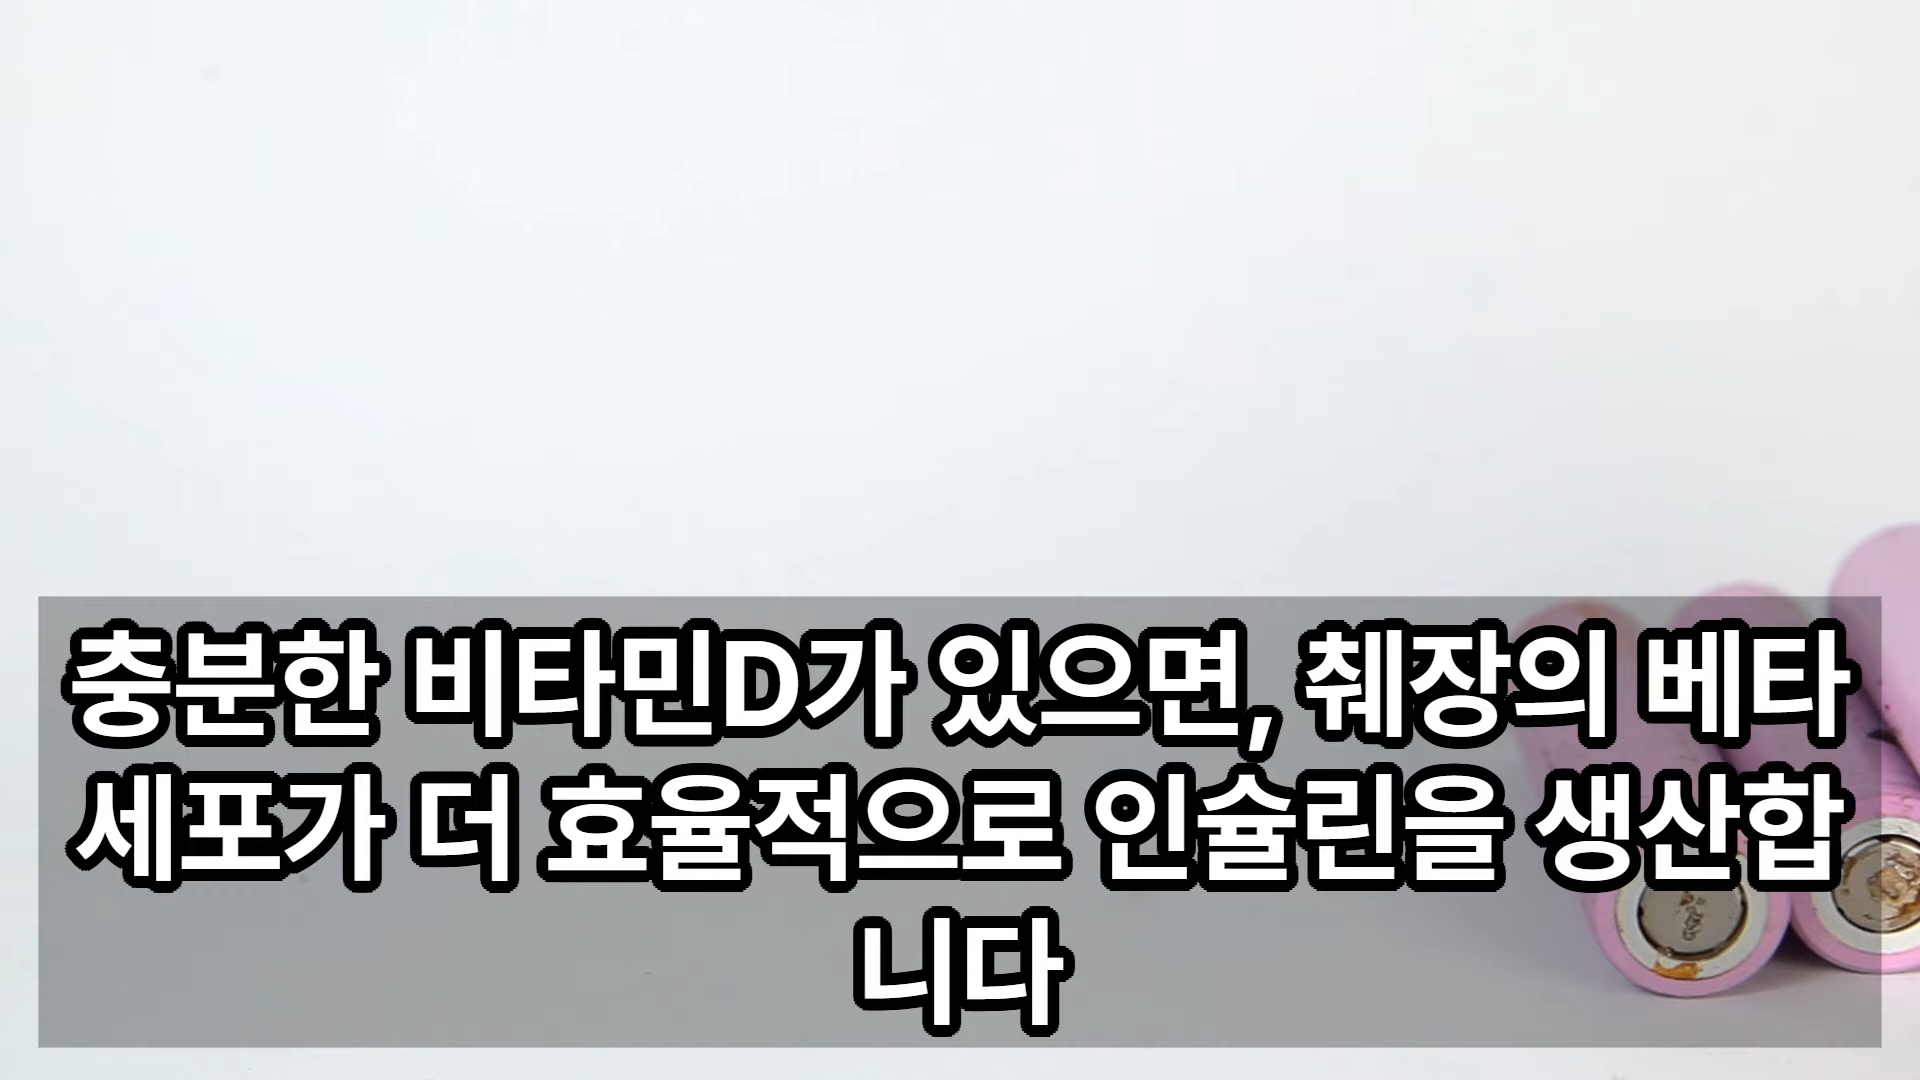 충분한 비타민D가 있으면, 췌장의 베타
세포가 더 효율적으로 인슐린을 생산합
니다